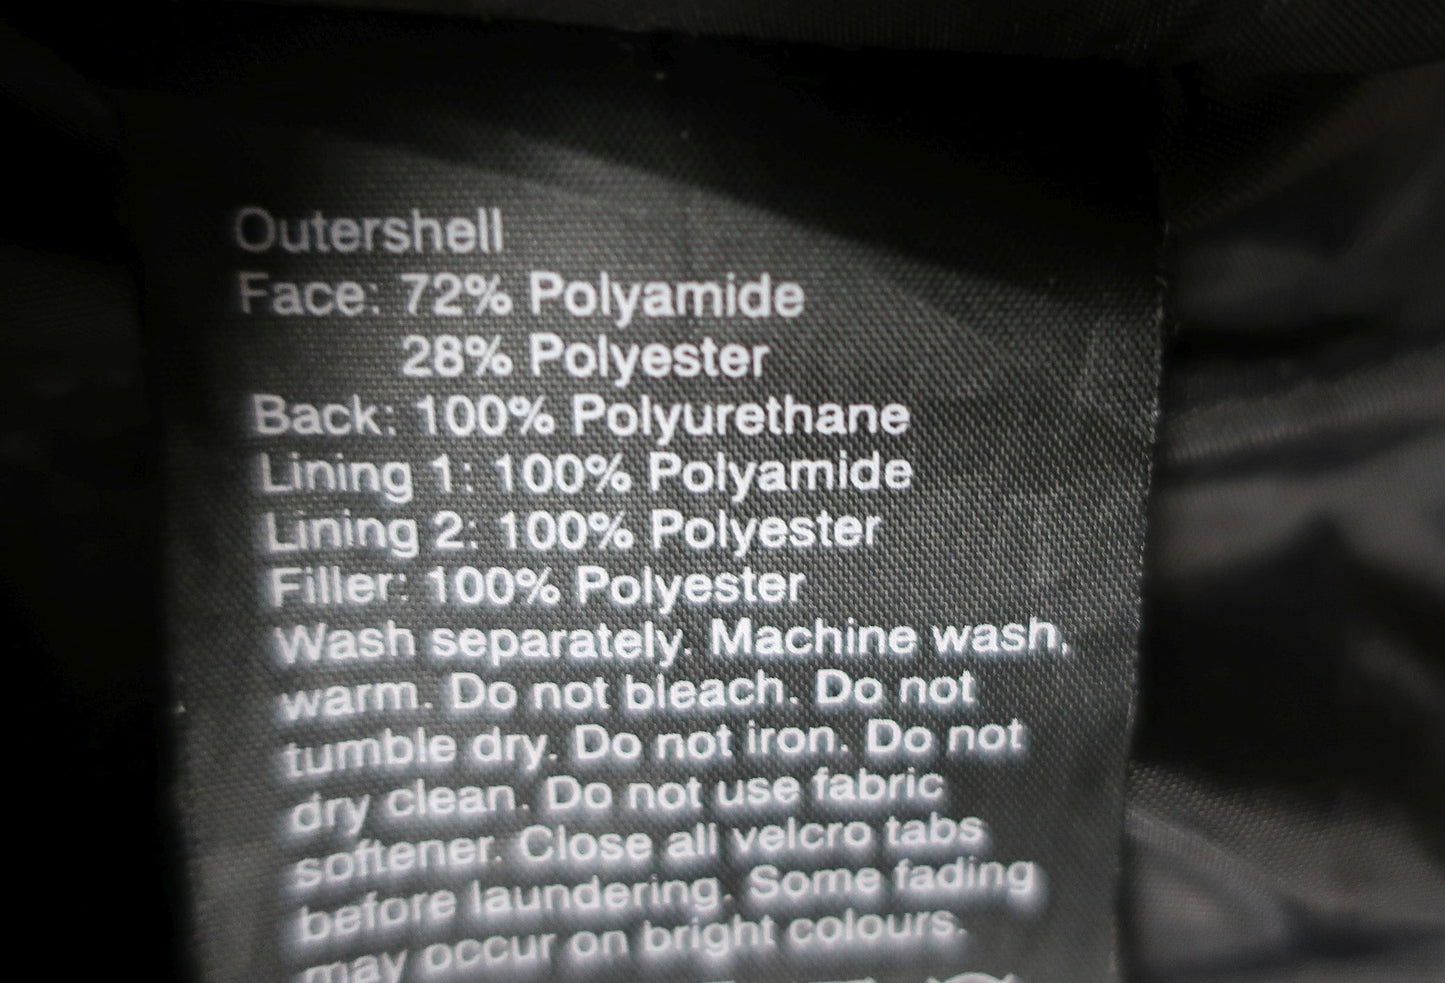 Outershell
Face: 72% Polyamide
28% Polyester
Back: 100% Polyurethane
Lining 1: 100% Polyamide
Lining 2: 100% Polyester
Filler: 100% Polyester
Wash separately. Machine wash,
warm. Do not bleach. Do not
tumble dry. Do not iron. Do not
dry clean. Do not use fabric
softener. Close all velcro tabs
before laundering. Some fading
may occur on bright colours.